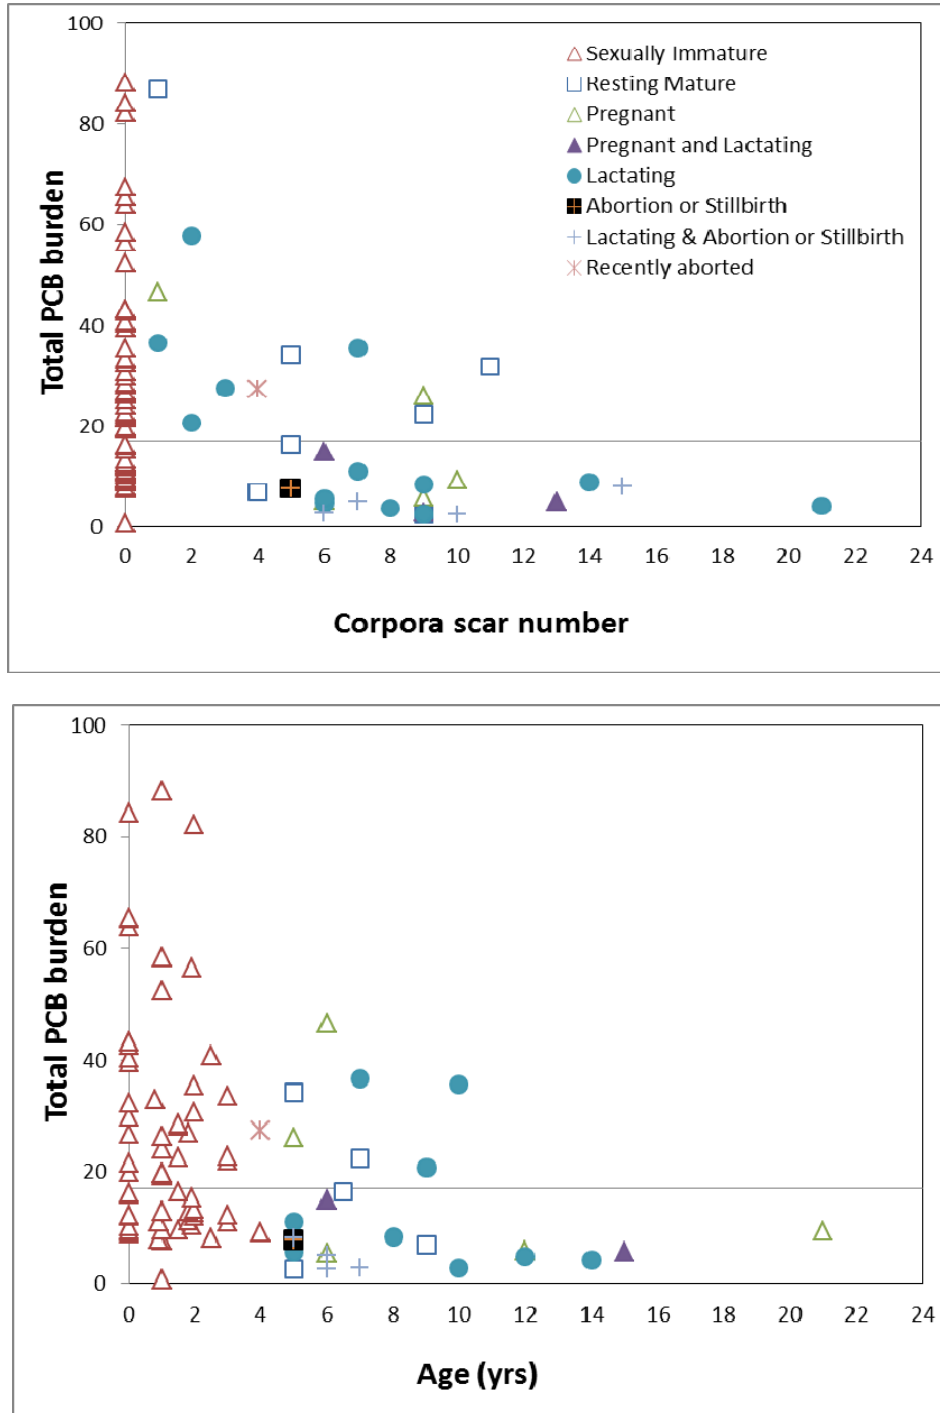 100
80
60
40
20
0
Total PCB burden
Sexually Immature
Resting Mature
Pregnant
Pregnant and Lactating
Lactating
Abortion or Stillbirth
Lactating & Abortion or Stillbirth
Recently aborted
0 2 4 6 8 10 12 14 16 18 20 22 24
Corpora scar number
100
80
60
40
20
0
Total PCB burden
0 2 4 6 8 10 12 14 16 18 20 22 24
Age (yrs)